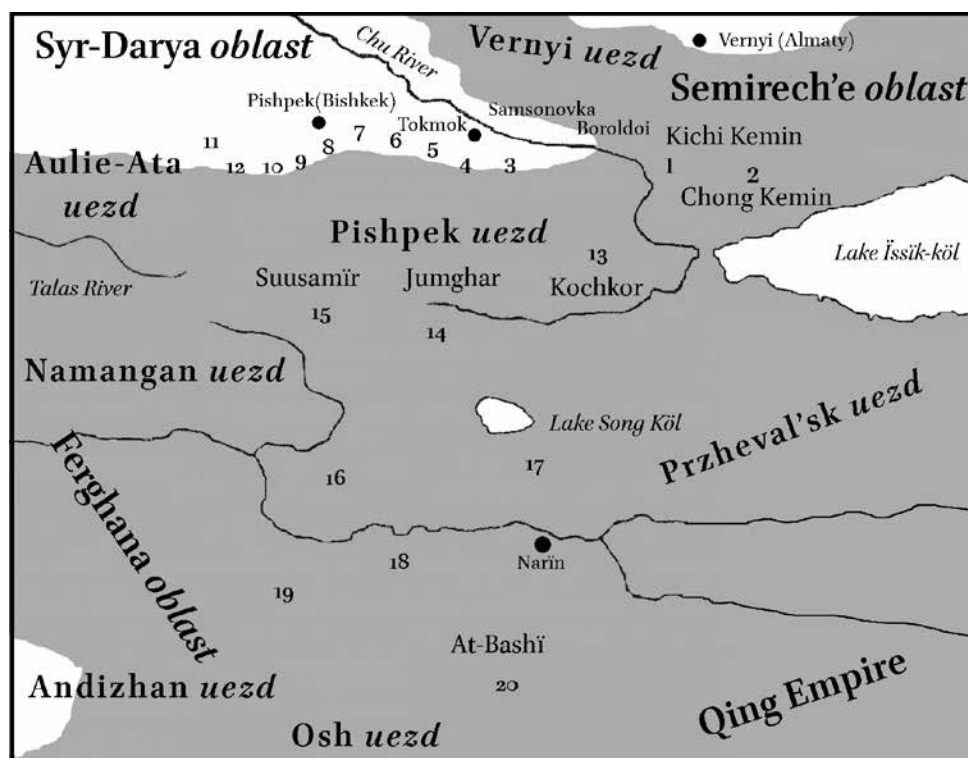 Syr-Darya oblast
Chu River
Vernyi uezd
Vernyi (Almaty)
Semirech'e oblast
Pishpek(Bishkek)
Tokmok
Samsonovka
Boroldoi
Kichi Kemin
11
12
10
9
8
7
6
5
4
3
1
2
Aulie-Ata
uezd
Chong Kemin
Pishpek uezd
13
Lake Ïssïk-köl
Talas River
Suusamïr
Jumghar
Kochkor
15
14
Namangan uezd
Przheval'sk uezd
Lake Song Köl
16
17
Ferghana oblast
18
Narïn
19
At-Bashï
20
Andizhan uezd
Osh uezd
Qing Empire